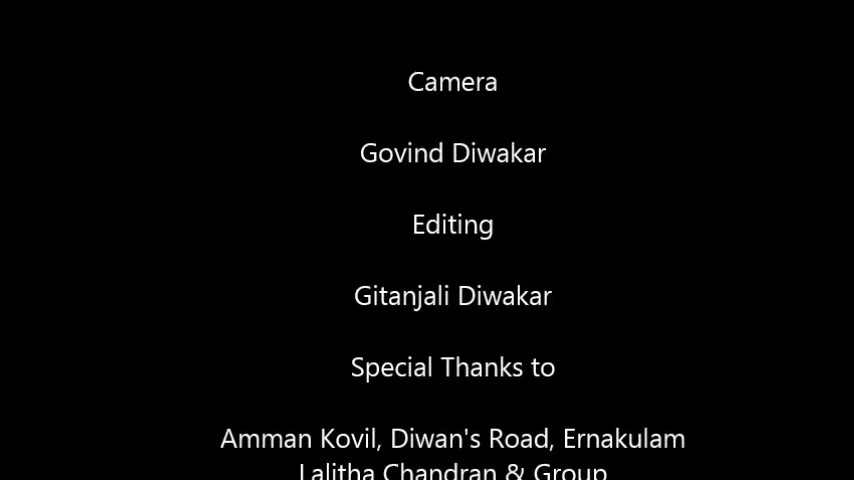 Camera
Govind Diwakar
Editing
Gitanjali Diwakar
Special Thanks to
Amman Kovil, Diwan's Road, Ernakulam
Lalitha Chandran & Group